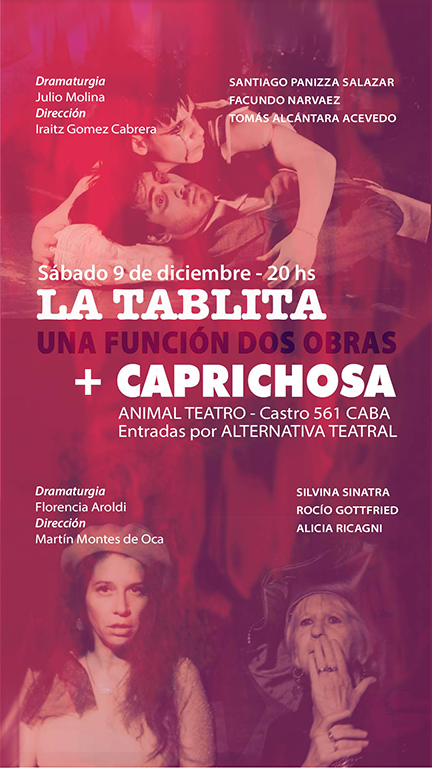 Dramaturgia
Julio Molina
Dirección
Iraitz Gomez Cabrera
SANTIAGO PANIZZA SALAZAR
FACUNDO NARVAEZ
TOMÁS ALCÁNTARA ACEVEDO
Sábado 9 de diciembre - 20 hs
LA TABLITA
UNA FUNCIÓN DOS OBRAS
+ CAPRICHOSA
ANIMAL TEATRO - Castro 561 CABA
Entradas por ALTERNATIVA TEATRAL
Dramaturgia
Florencia Aroldi
Dirección
Martín Montes de Oca
SILVINA SINATRA
ROCÍO GOTTFRIED
ALICIA RICAGNI